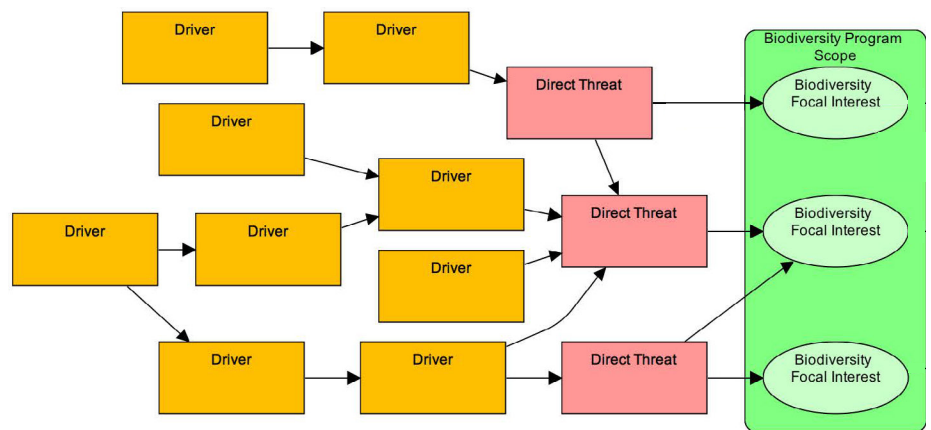 Driver
Driver
Biodiversity Program
Scope
Direct Threat
Biodiversity
Focal Interest
Driver
Driver
Direct Threat
Biodiversity
Focal Interest
Driver
Driver
Driver
Driver
Driver
Direct Threat
Biodiversity
Focal Interest